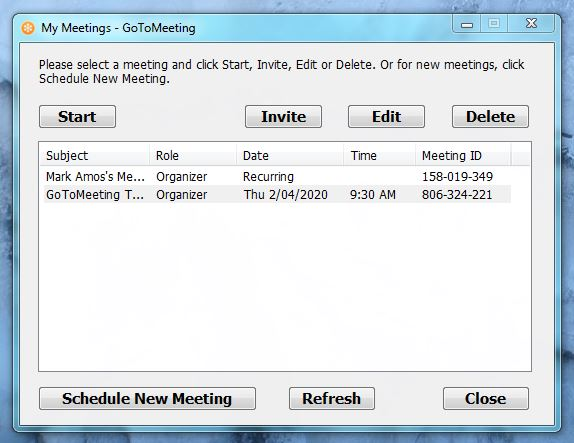 My Meetings - GoToMeeting
Please select a meeting and click Start, Invite, Edit or Delete. Or for new meetings, click
Schedule New Meeting.
Start Invite Edit Delete
Subject Role Date Time Meeting ID
Mark Amos's Me... Organizer Recurring 158-019-349
GoToMeeting T... Organizer Thu 2/04/2020 9:30 AM 806-324-221
Schedule New Meeting Refresh Close